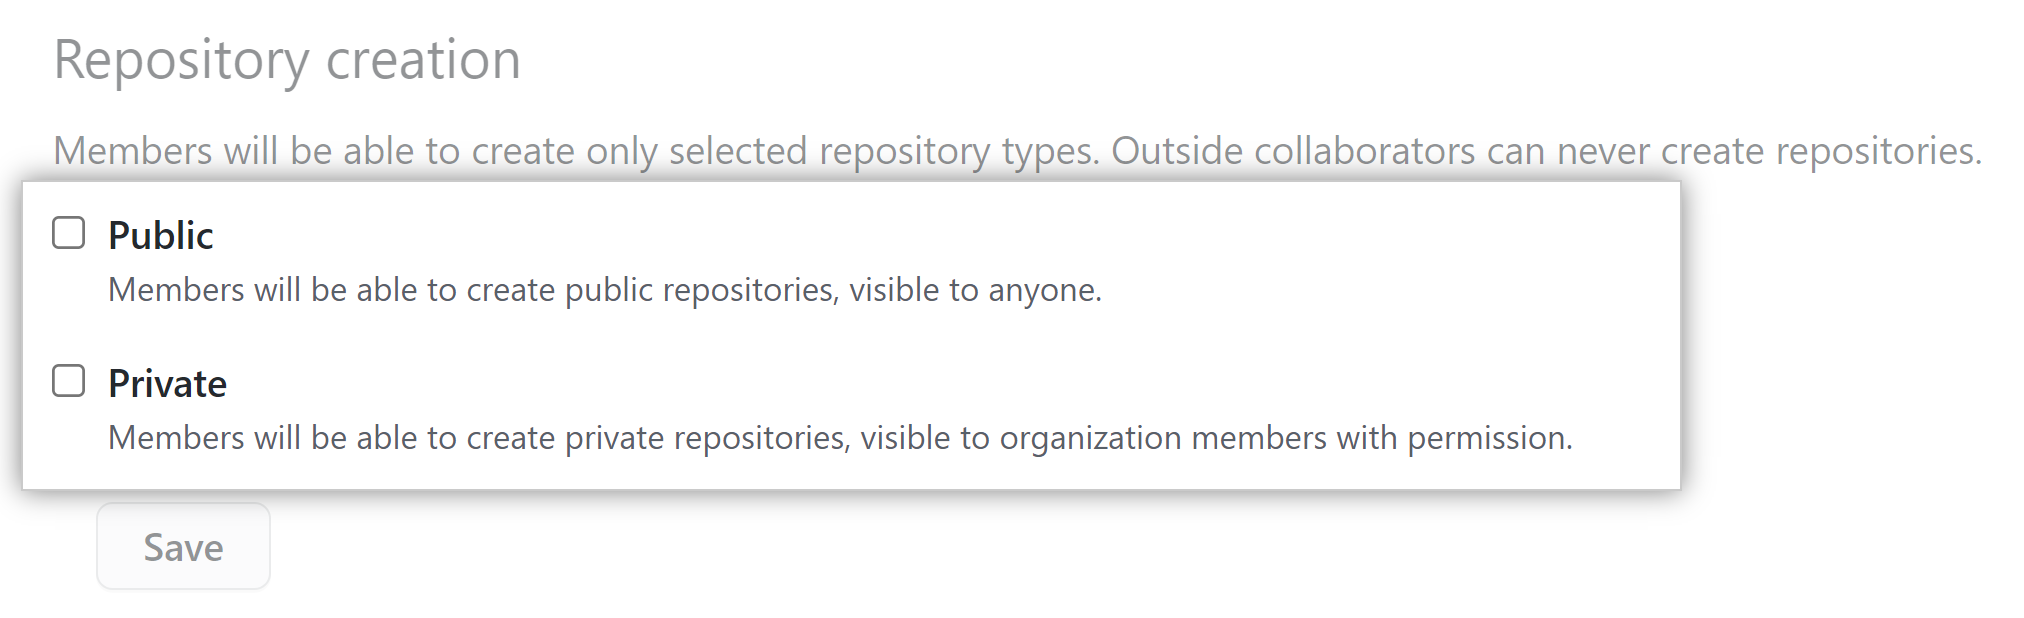 Repository creation
Members will be able to create only selected repository types. Outside collaborators can never create repositories.
Public
Members will be able to create public repositories, visible to anyone.
Private
Members will be able to create private repositories, visible to organization members with permission.
Save